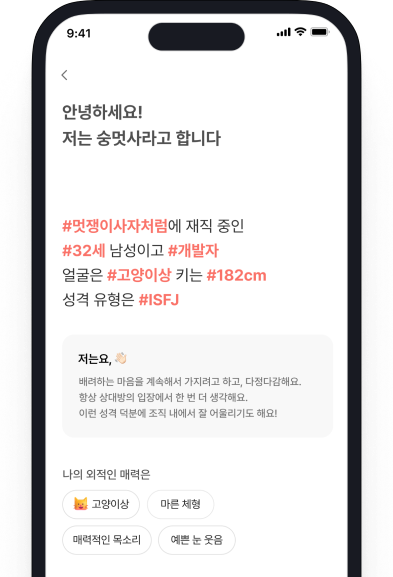 9:41
안녕하세요!
저는 숭멋사라고 합니다
#멋쟁이사자처럼에 재직 중인
#32세 남성이고 #개발자
얼굴은 #고양이상 키는 #182cm
성격 유형은 #ISFJ
저는요, 👋🏻
배려하는 마음을 계속해서 가지려고 하고, 다정다감해요.
항상 상대방의 입장에서 한 번 더 생각해요.
이런 성격 덕분에 조직 내에서 잘 어울리기도 해요!
나의 외적인 매력은
😸 고양이상 마른 체형
매력적인 목소리 예쁜 눈 웃음